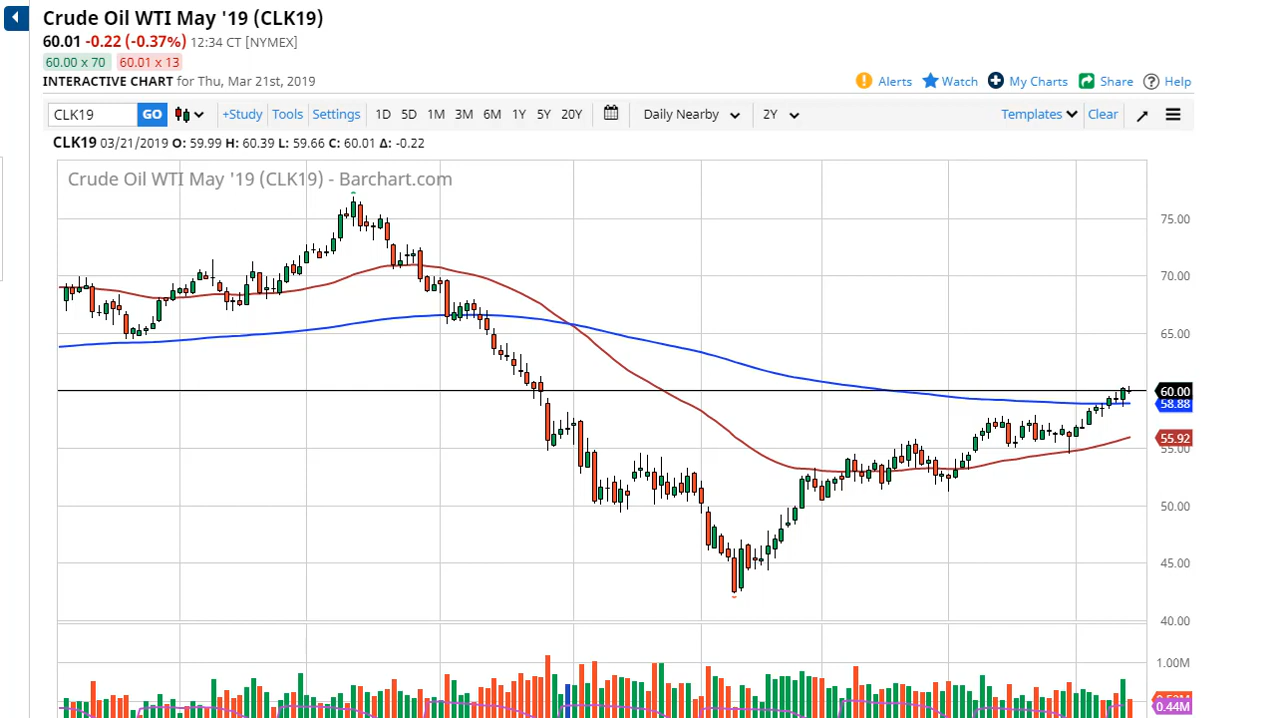 Crude Oil WTI May '19 (CLK19)
60.01 -0.22 (-0.37%) 12:34 CT [NYMEX]
60.00 x 70 60.01 x 13
INTERACTIVE CHART for Thu, Mar 21st, 2019
Alerts Watch My Charts Share ? Help
CLK19 GO +Study Tools Settings 1D 5D 1M 3M 6M 1Y 5Y 20Y Daily Nearby 2Y Templates Clear
CLK19 03/21/2019 O: 59.99 H: 60.39 L: 59.66 C: 60.01 Δ: -0.22
Crude Oil WTI May '19 (CLK19) - Barchart.com
75.00
70.00
65.00
60.00
58.88
55.92
55.00
50.00
45.00
40.00
1.00M
0.44M